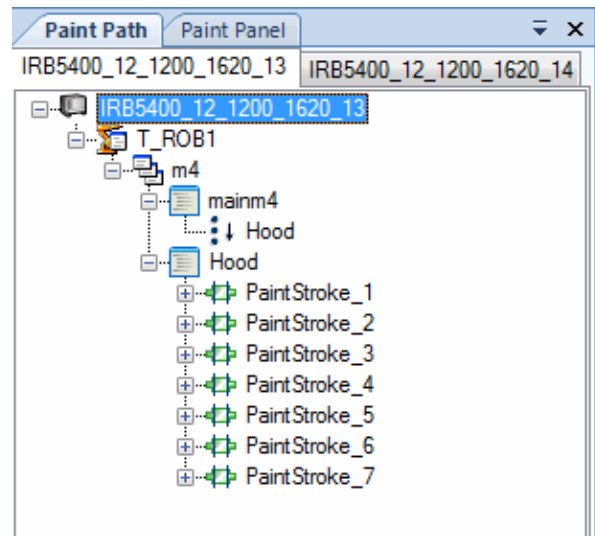 Paint Path Paint Panel
IRB5400_12_1200_1620_13 IRB5400_12_1200_1620_14
IRB5400_12_1200_1620_13
T_ROB1
m4
mainm4
Hood
Hood
PaintStroke_1
PaintStroke_2
PaintStroke_3
PaintStroke_4
PaintStroke_5
PaintStroke_6
PaintStroke_7